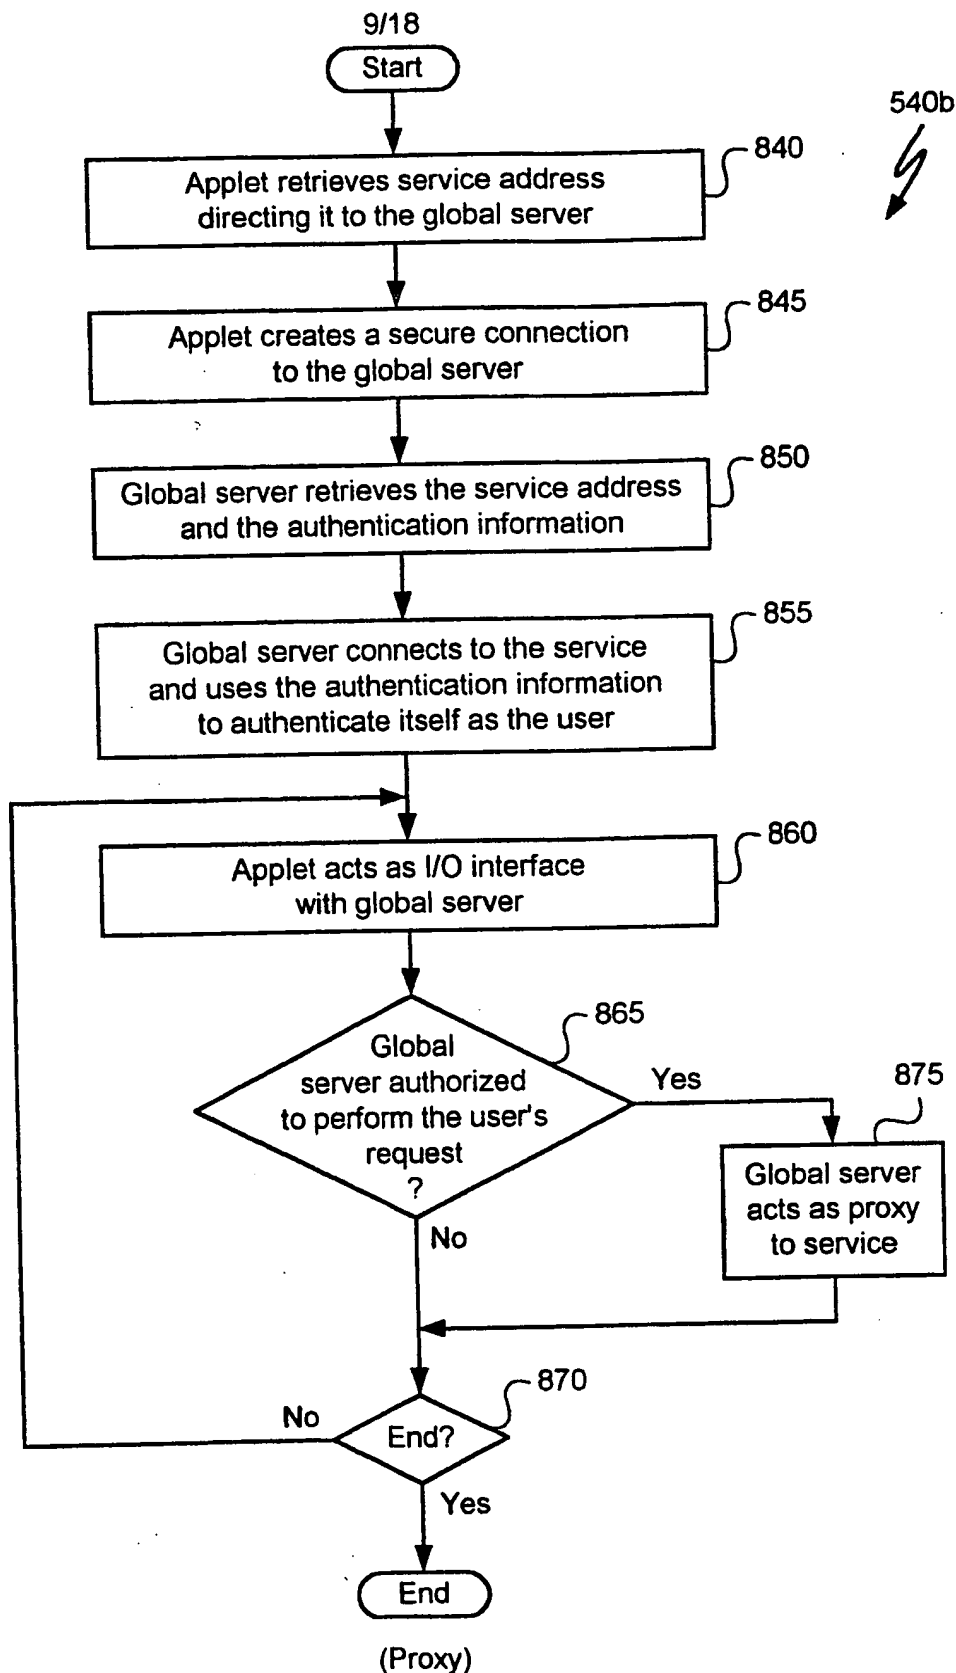 9/18
Start
540b
840
Applet retrieves service address
directing it to the global server
845
Applet creates a secure connection
to the global server
850
Global server retrieves the service address
and the authentication information
855
Global server connects to the service
and uses the authentication information
to authenticate itself as the user
860
Applet acts as I/O interface
with global server
865
Global
server authorized
to perform the user's
request
?
Yes
875
Global server
acts as proxy
to service
No
870
No
End?
Yes
End
(Proxy)